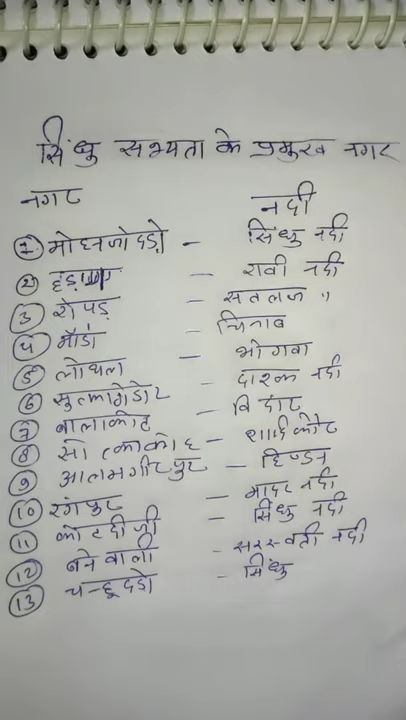 सिंधु सभ्यता के प्रमुख नगर
नगर नदी
1 मोहनजोदड़ो - सिंधु नदी
2 हड़प्पा - रावी नदी
3 रोपड़ - सतलज "
4 माँडा - चिनाब
5 लोथल - भोगवा
6 सुत्कागेडोर - दाश्क नदी
7 बालाकोट - विंदार
8 सोत्काकोह - शादिकौर
9 आलमगीरपुर - हिण्डन
10 रंगपुर - मादर नदी
11 कोटदीजी - सिंधु नदी
12 बनेवाली - सरस्वती नदी
13 चन्हूदड़ो - सिंधु